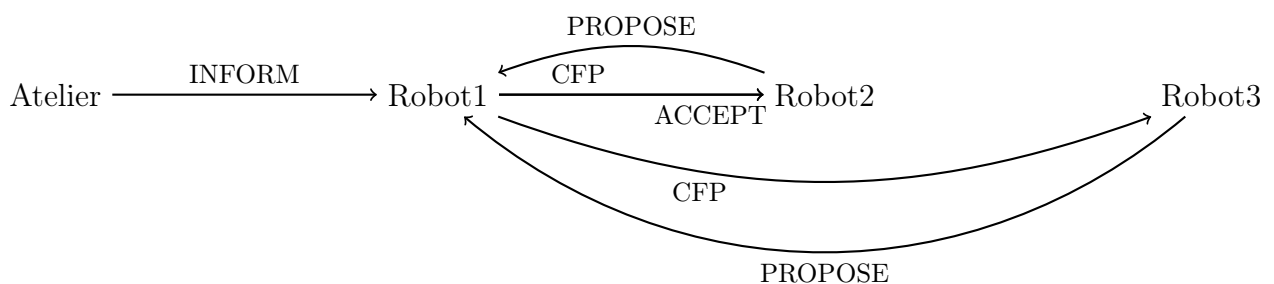 PROPOSE
INFORM
CFP
Atelier
Robot1
Robot2
Robot3
ACCEPT
CFP
PROPOSE